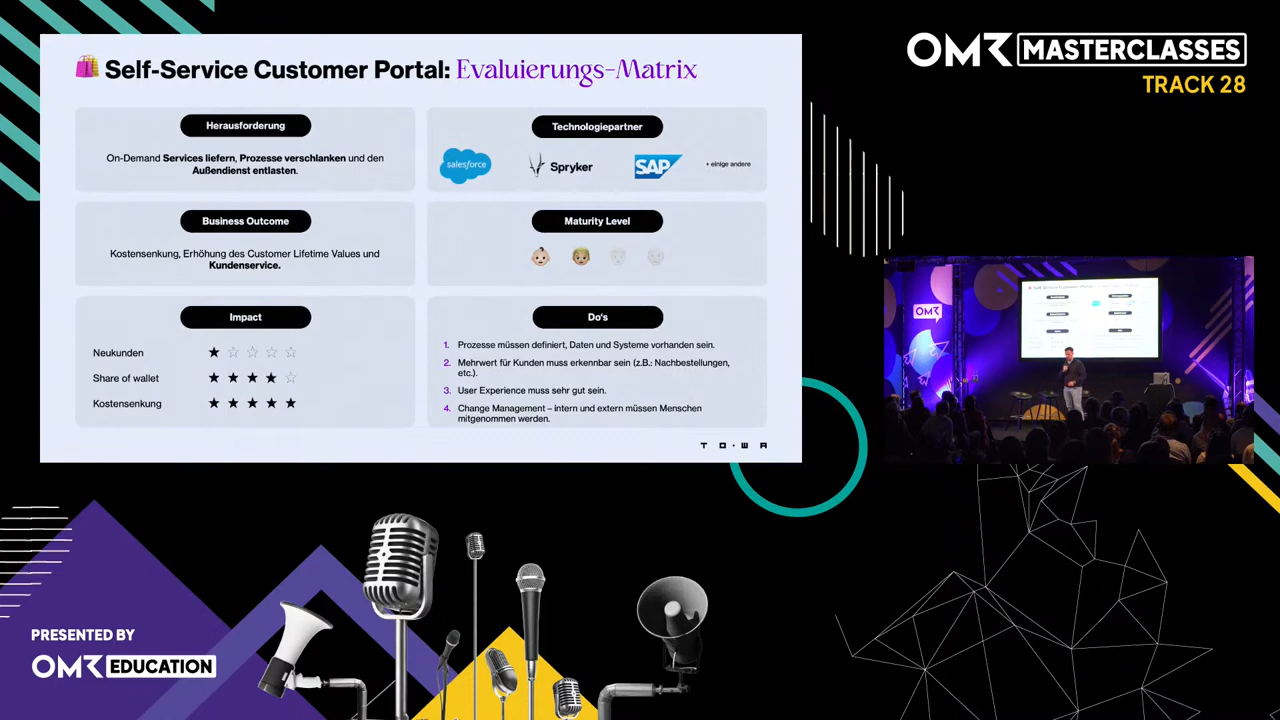 Self-Service Customer Portal: Evaluierungs-Matrix
Herausforderung
On-Demand Services liefern, Prozesse verschlanken und den
Außendienst entlasten.
Technologiepartner
salesforce
Spryker
SAP
+ einige andere
Business Outcome
Kostensenkung, Erhöhung des Customer Lifetime Values und
Kundenservice.
Maturity Level
Impact
Neukunden
Share of wallet
Kostensenkung
Do's
1. Prozesse müssen definiert, Daten und Systeme vorhanden sein.
2. Mehrwert für Kunden muss erkennbar sein (z.B.: Nachbestellungen,
etc.).
3. User Experience muss sehr gut sein.
4. Change Management – intern und extern müssen Menschen
mitgenommen werden.
T O · W A
OMR MASTERCLASSES
TRACK 28
OMR
PRESENTED BY
OMR EDUCATION